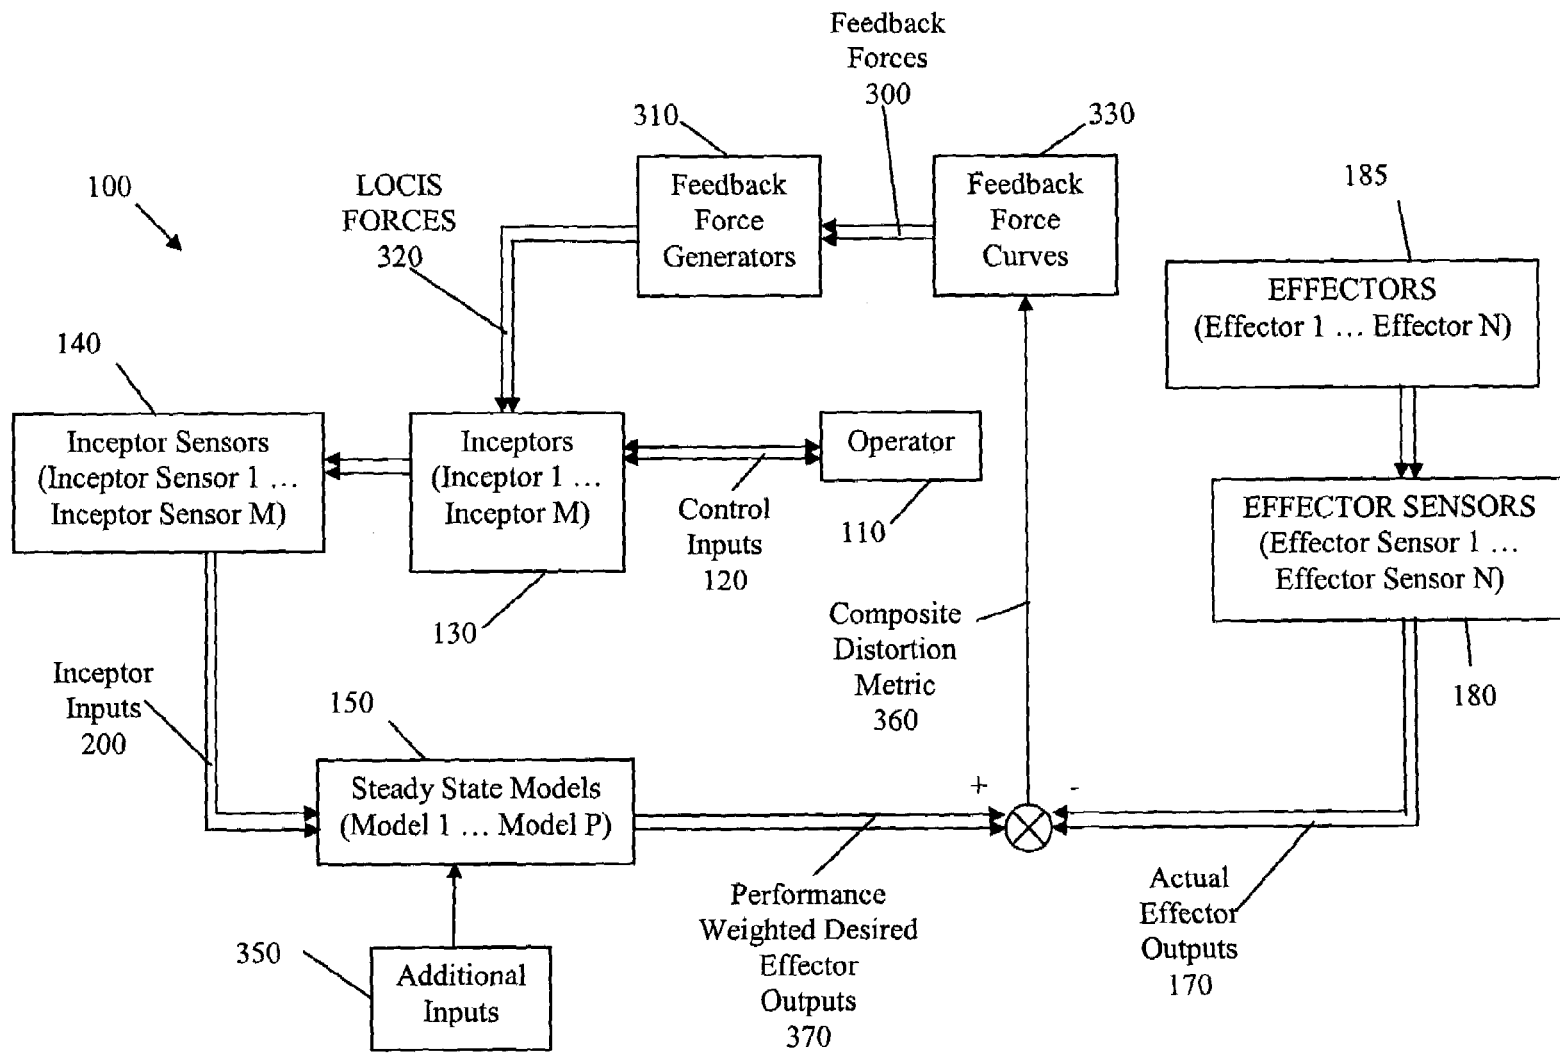 Feedback
Forces
300
310
330
100
LOCIS
FORCES
320
Feedback
Force
Generators
Feedback
Force
Curves
185
EFFECTORS
(Effector 1 ... Effector N)
140
Inceptor Sensors
(Inceptor Sensor 1 ...
Inceptor Sensor M)
Inceptors
(Inceptor 1 ...
Inceptor M)
130
Operator
110
Control
Inputs
120
EFFECTOR SENSORS
(Effector Sensor 1 ...
Effector Sensor N)
180
Composite
Distortion
Metric
360
Inceptor
Inputs
200
150
Steady State Models
(Model 1 ... Model P)
+
-
350
Additional
Inputs
Performance
Weighted Desired
Effector
Outputs
370
Actual
Effector
Outputs
170